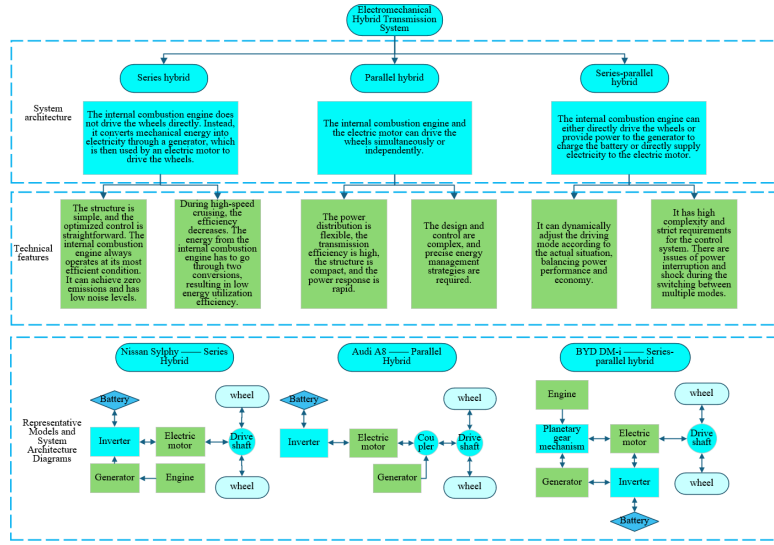 Electromechanical
Hybrid Transmission
System
Series hybrid
Parallel hybrid
Series-parallel
hybrid
System
architecture
The internal combustion engine does
not drive the wheels directly. Instead,
it converts mechanical energy into
electricity through a generator, which
is then used by an electric motor to
drive the wheels.
The internal combustion engine and
the electric motor can drive the
wheels simultaneously or
independently.
The internal combustion engine can
either directly drive the wheels or
provide power to the generator to
charge the battery or directly supply
electricity to the electric motor.
Technical
features
The structure is
simple, and the
optimized control is
straightforward. The
internal combustion
engine always
operates at its most
efficient condition. It
can achieve zero
emissions and has
low noise levels.
During high-speed
cruising, the
efficiency
decreases. The
energy from the
internal combustion
engine has to go
through two
conversions,
resulting in low
energy utilization
efficiency.
The power
distribution is
flexible, the
transmission
efficiency is high,
the structure is
compact, and the
power response is
rapid.
The design and
control are
complex, and
precise energy
management
strategies are
required.
It can dynamically
adjust the driving
mode according to
the actual situation,
balancing power
performance and
economy.
It has high
complexity and
strict requirements
for the control
system. There are
issues of power
interruption and
shock during the
switching between
multiple modes.
Representative
Models and
System
Architecture
Diagrams
Nissan Sylphy —— Series
Hybrid
Battery
Inverter
Electric
motor
Generator
Engine
wheel
Drive
shaft
wheel
Audi A8 —— Parallel
Hybrid
Battery
Inverter
Electric
motor
Cou
pler
Generator
wheel
Drive
shaft
wheel
BYD DM-i —— Series-
parallel hybrid
Engine
Planetary
gear
mechanism
Electric
motor
Generator
Inverter
Battery
wheel
Drive
shaft
wheel